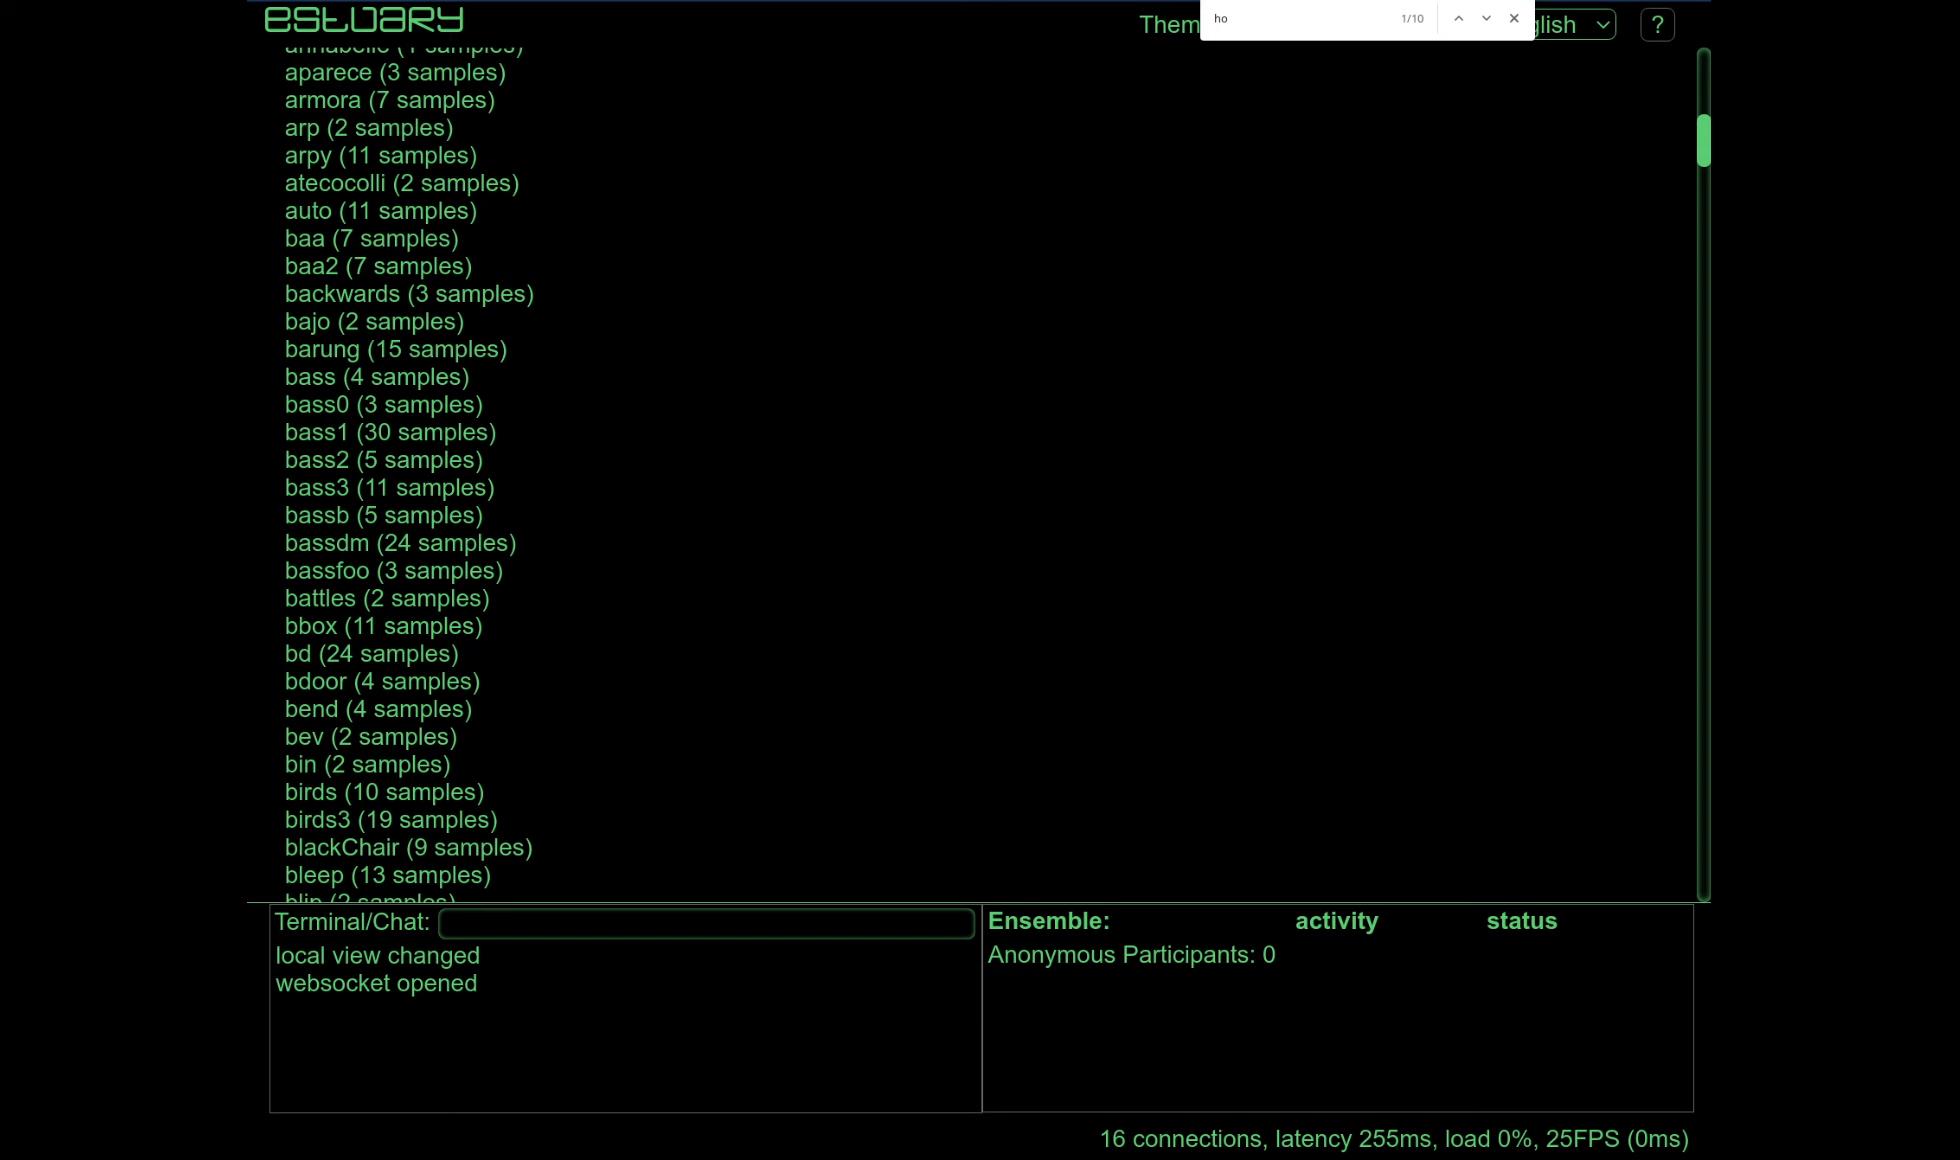 estuary
Them
ho
1/10
glish
?
annabelle (1 samples)
aparece (3 samples)
armora (7 samples)
arp (2 samples)
arpy (11 samples)
atecocolli (2 samples)
auto (11 samples)
baa (7 samples)
baa2 (7 samples)
backwards (3 samples)
bajo (2 samples)
barung (15 samples)
bass (4 samples)
bass0 (3 samples)
bass1 (30 samples)
bass2 (5 samples)
bass3 (11 samples)
bassb (5 samples)
bassdm (24 samples)
bassfoo (3 samples)
battles (2 samples)
bbox (11 samples)
bd (24 samples)
bdoor (4 samples)
bend (4 samples)
bev (2 samples)
bin (2 samples)
birds (10 samples)
birds3 (19 samples)
blackChair (9 samples)
bleep (13 samples)
blip (2 samples)
Terminal/Chat:
local view changed
websocket opened
Ensemble: activity status
Anonymous Participants: 0
16 connections, latency 255ms, load 0%, 25FPS (0ms)